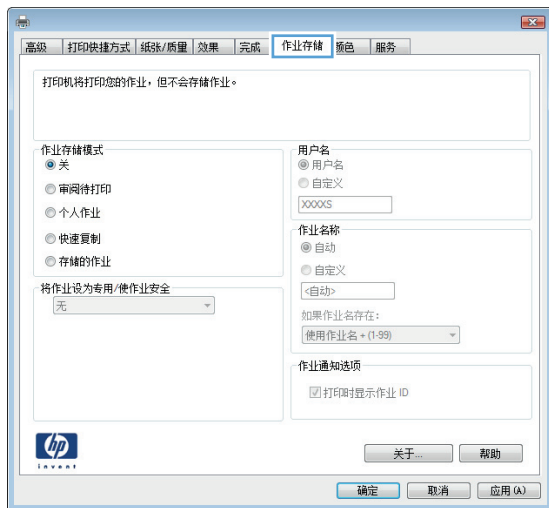 高级 打印快捷方式 纸张/质量 效果 完成 作业存储 颜色 服务
打印机将打印您的作业，但不会存储作业。
作业存储模式
关
审阅待打印
个人作业
快速复制
存储的作业
将作业设为专用/使作业安全
无
用户名
用户名
自定义
XXXXS
作业名称
自动
自定义
<自动>
如果作业名存在：
使用作业名 + (1-99)
作业通知选项
打印时显示作业 ID
hp
invent
关于... 帮助
确定 取消 应用 (A)